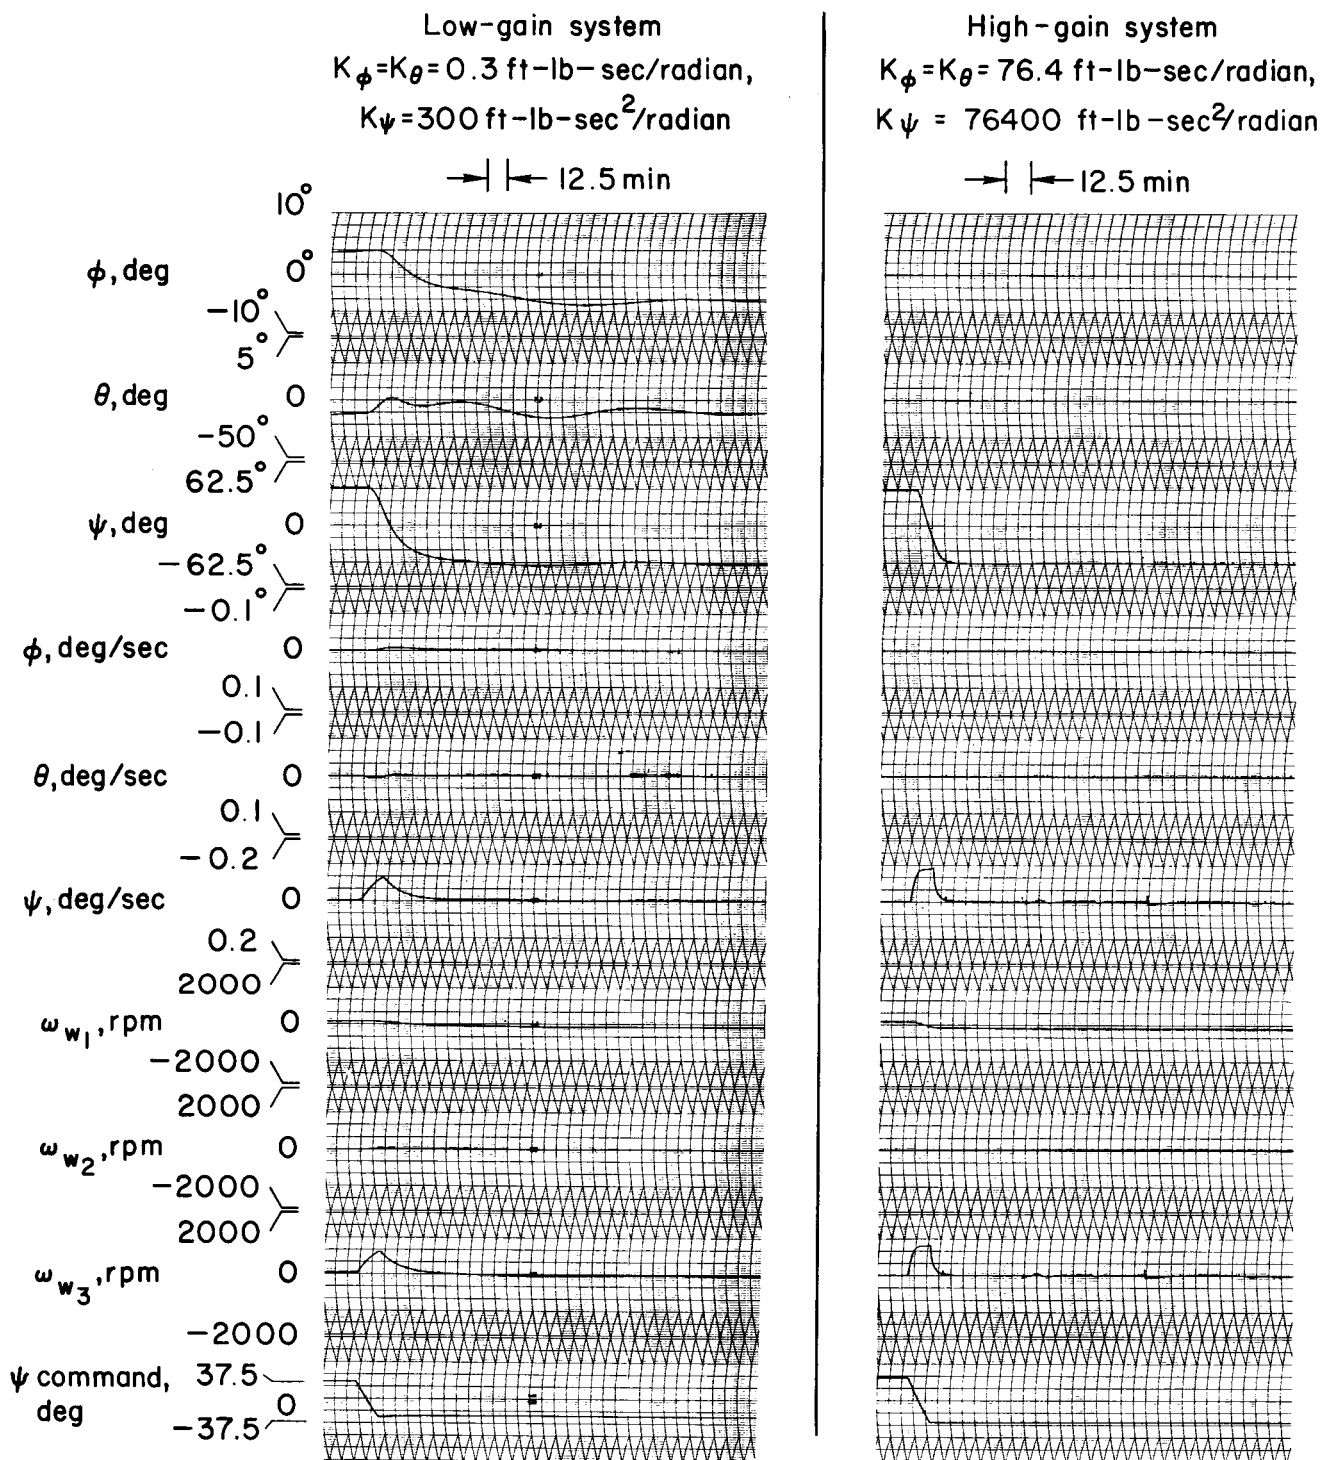 Low-gain system
Kϕ=Kθ=0.3 ft-lb-sec/radian,
Kψ=300 ft-lb-sec²/radian
12.5 min
High-gain system
Kϕ=Kθ=76.4 ft-lb-sec/radian,
Kψ = 76400 ft-lb-sec²/radian
12.5 min
10°
ϕ, deg 0°
-10°
5°
θ, deg 0
-50°
62.5°
ψ, deg 0
-62.5°
-0.1°
ϕ, deg/sec 0
0.1
-0.1
θ, deg/sec 0
0.1
-0.2
ψ, deg/sec 0
0.2
2000
ωw1, rpm 0
-2000
2000
ωw2, rpm 0
-2000
2000
ωw3, rpm 0
-2000
ψ command, 37.5
deg 0
-37.5